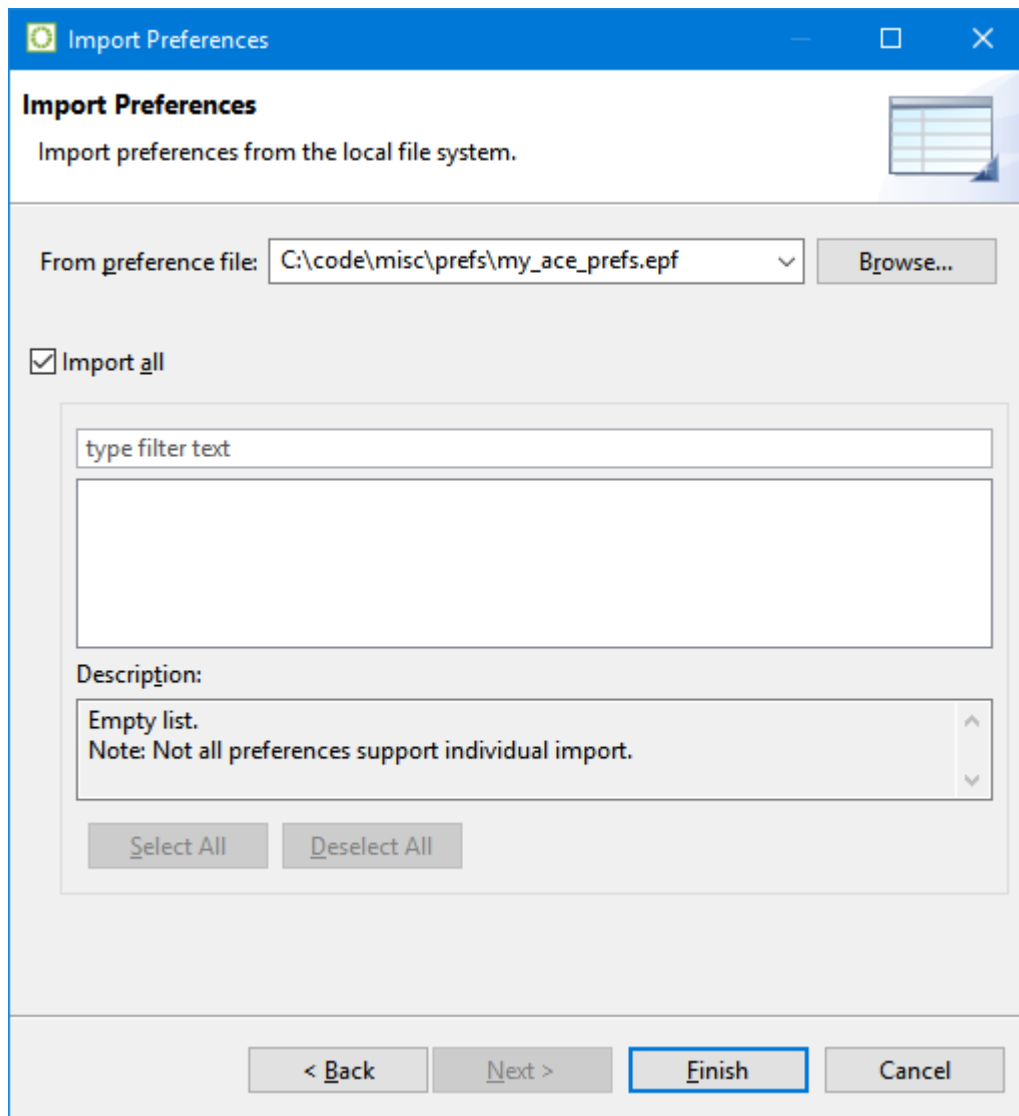 Import Preferences
Import Preferences
Import preferences from the local file system.
From preference file: C:\code\misc\prefs\my_ace_prefs.epf Browse...
Import all
type filter text
Description:
Empty list.
Note: Not all preferences support individual import.
Select All Deselect All
< Back Next > Finish Cancel